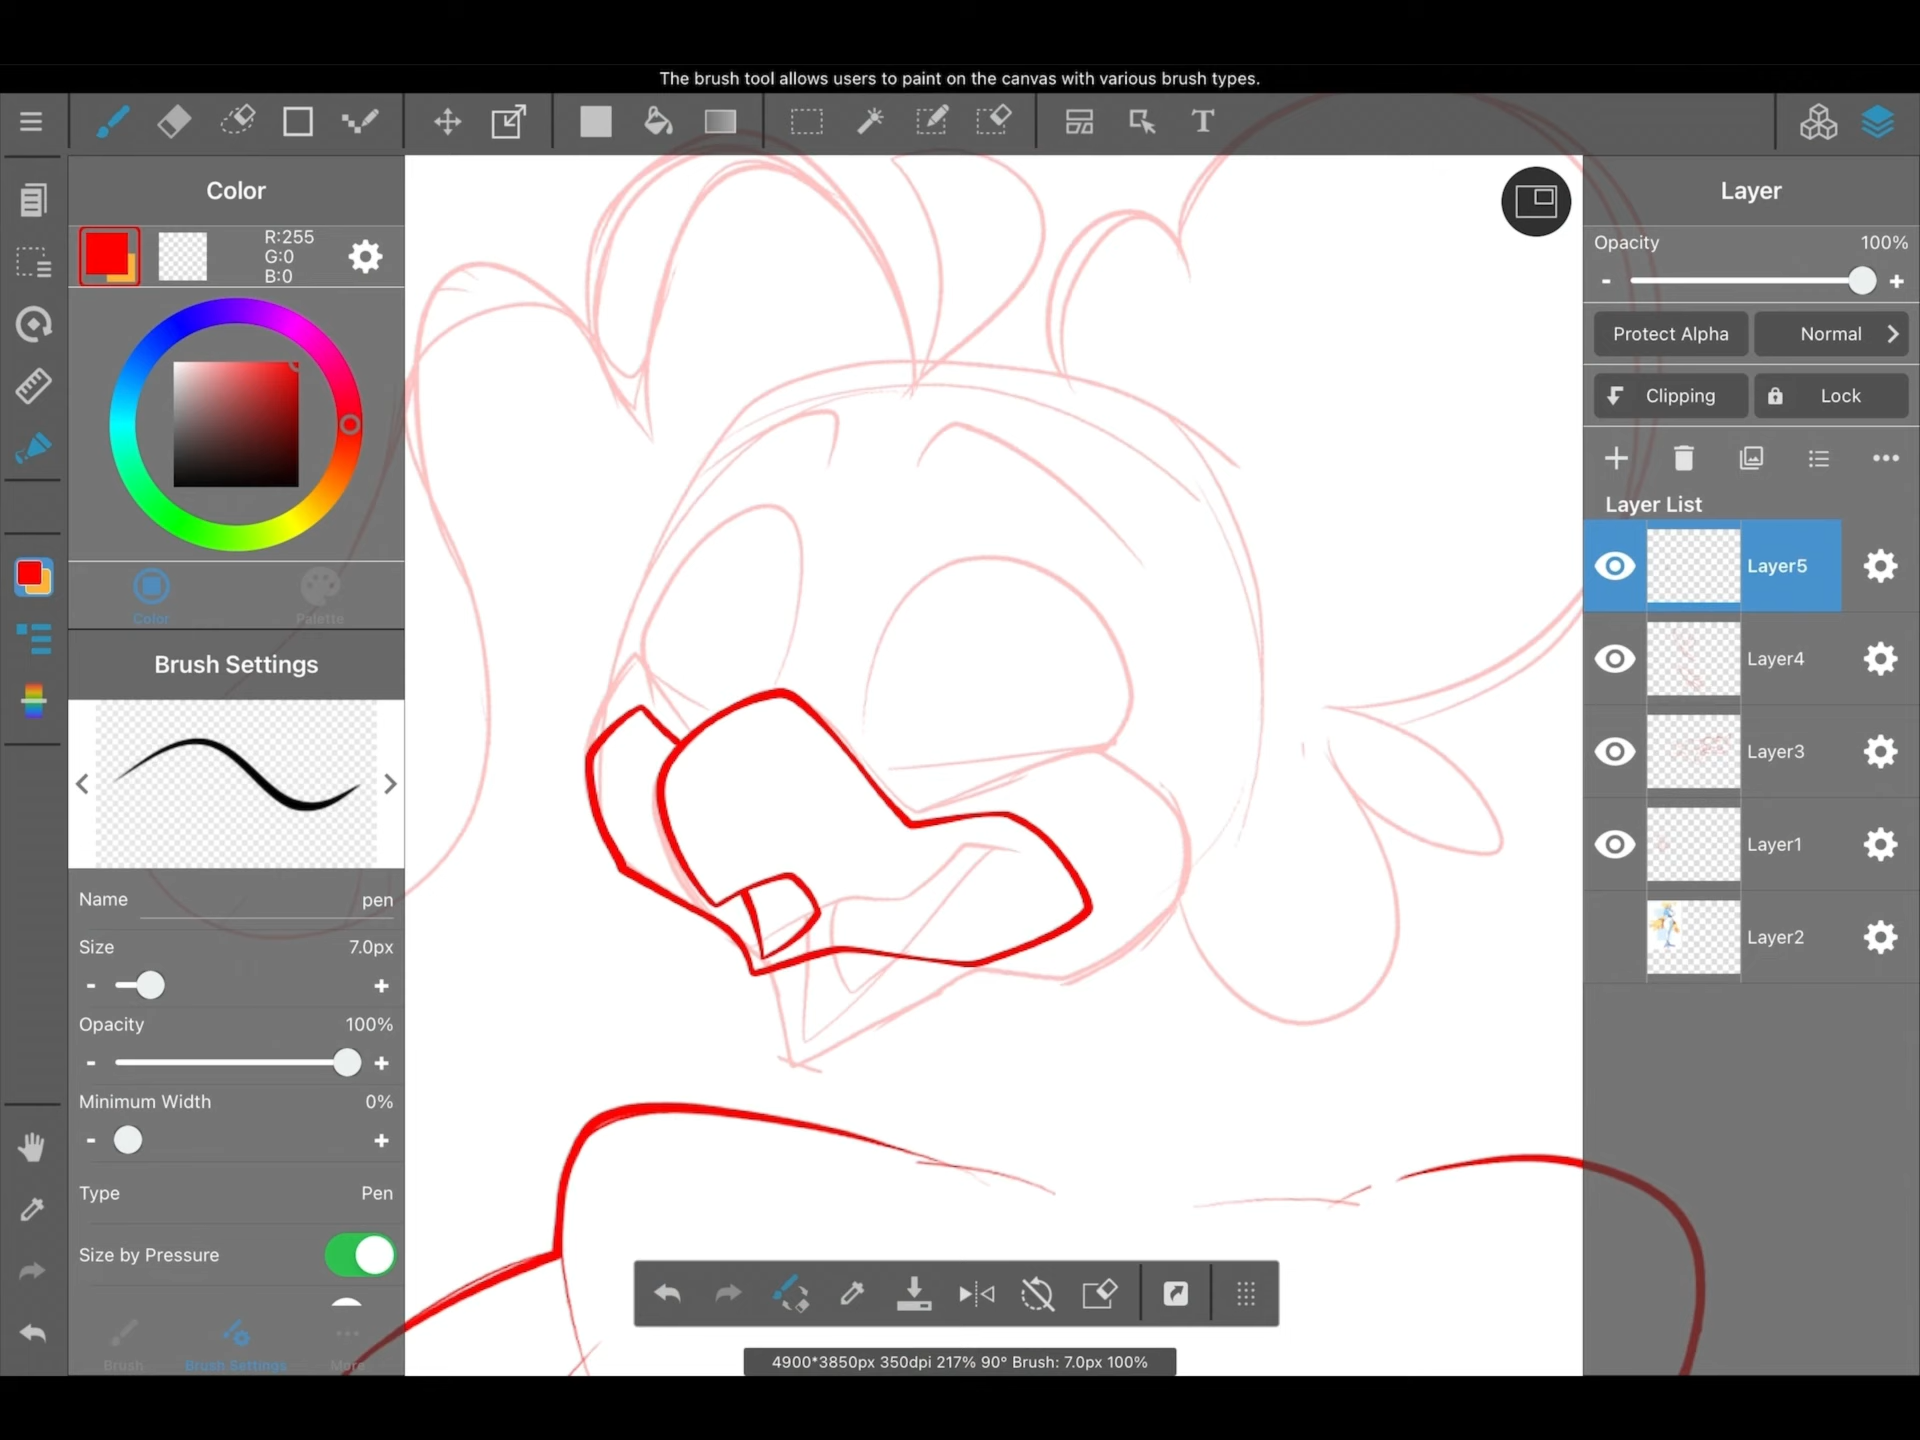 The brush tool allows users to paint on the canvas with various brush types.
T
Color
R:255
G:0
B:0
Color
Palette
Brush Settings
Name
pen
Size
7.0px
Opacity
100%
Minimum Width
0%
Type
Pen
Size by Pressure
Brush
Brush Settings
More
4900*3850px 350dpi 217% 90° Brush: 7.0px 100%
Layer
Opacity
100%
Protect Alpha
Normal
Clipping
Lock
Layer List
Layer5
Layer4
Layer3
Layer1
Layer2